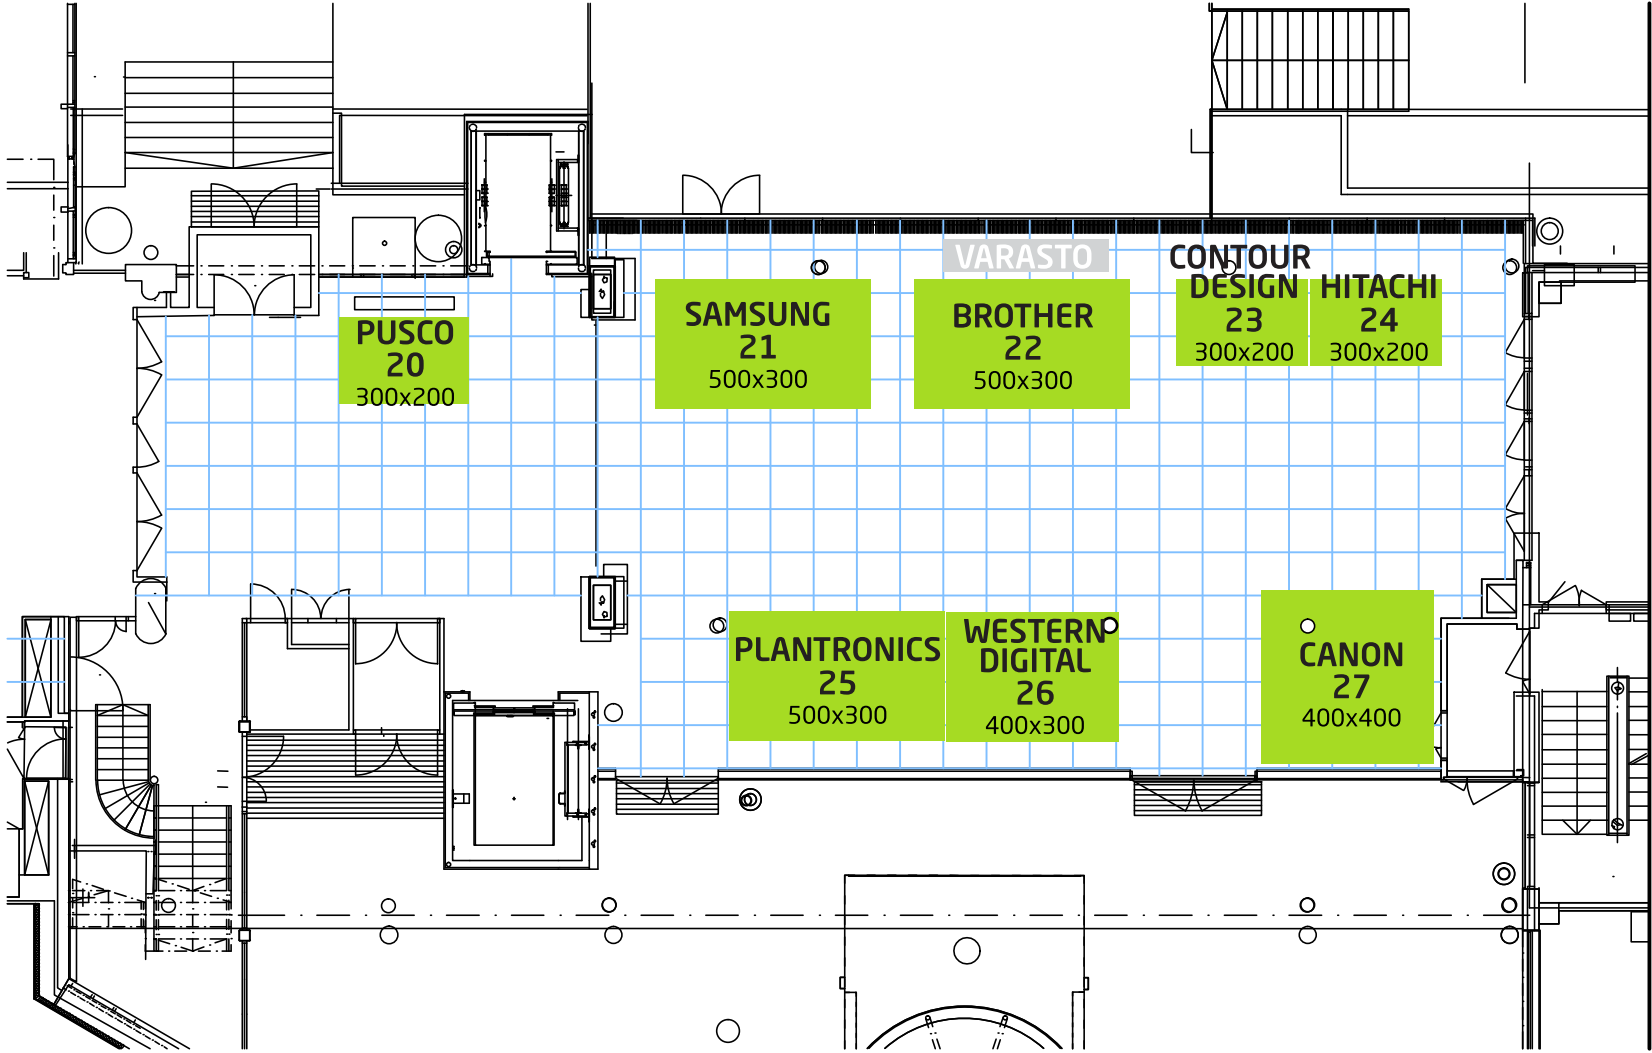 VARASTO
PUSCO
20
300x200
SAMSUNG
21
500x300
BROTHER
22
500x300
CONTOUR
DESIGN
23
300x200
HITACHI
24
300x200
PLANTRONICS
25
500x300
WESTERN
DIGITAL
26
400x300
CANON
27
400x400